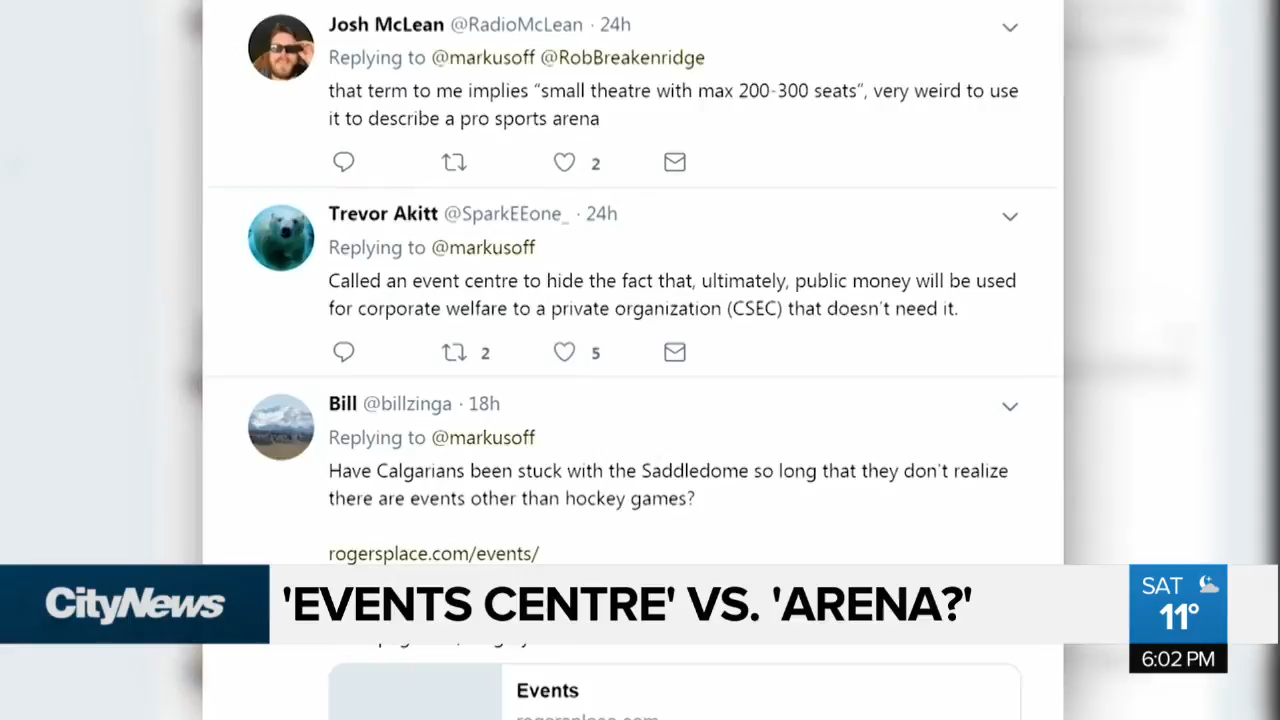 Josh McLean @RadioMcLean · 24h
Replying to @markusoff @RobBreakenridge
that term to me implies “small theatre with max 200-300 seats”, very weird to use
it to describe a pro sports arena
2
Trevor Akitt @SparkEEone_ · 24h
Replying to @markusoff
Called an event centre to hide the fact that, ultimately, public money will be used
for corporate welfare to a private organization (CSEC) that doesn't need it.
2 5
Bill @billzinga · 18h
Replying to @markusoff
Have Calgarians been stuck with the Saddledome so long that they don't realize
there are events other than hockey games?
rogersplace.com/events/
CityNews 'EVENTS CENTRE' VS. 'ARENA?'
SAT
11°
6:02 PM
Events
rogersplace.com